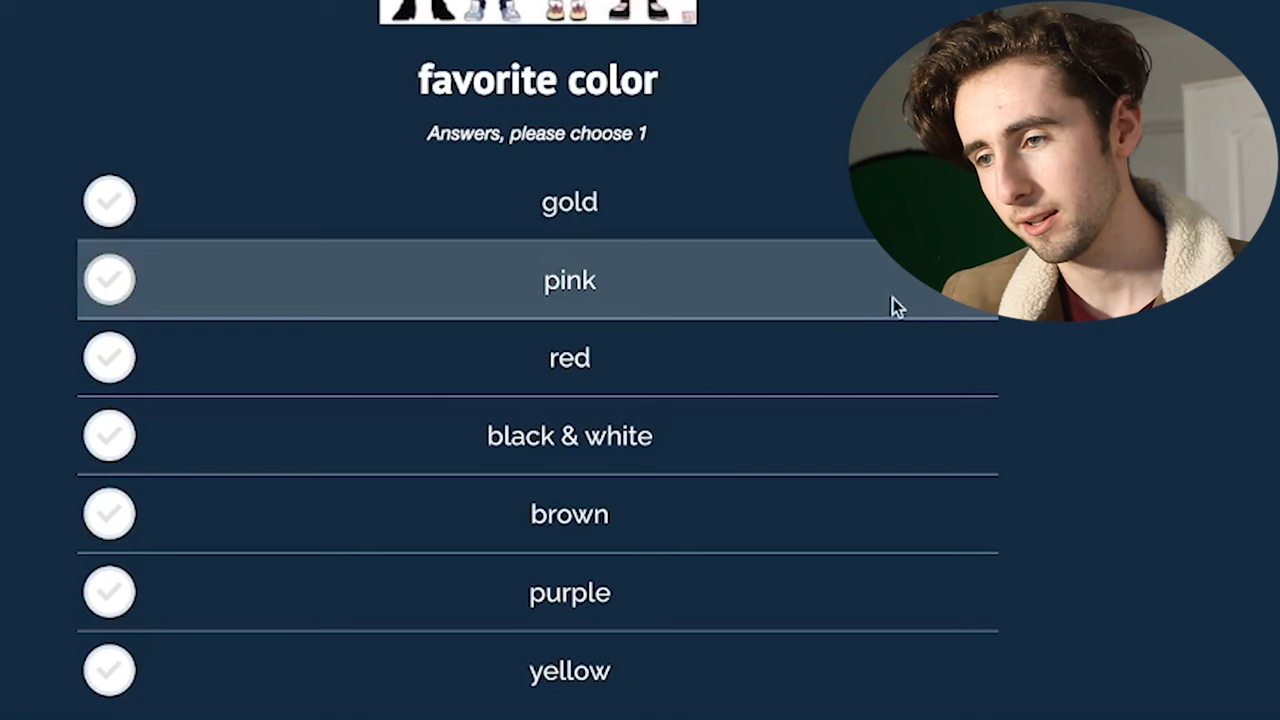 favorite color
Answers, please choose 1
gold
pink
red
black & white
brown
purple
yellow